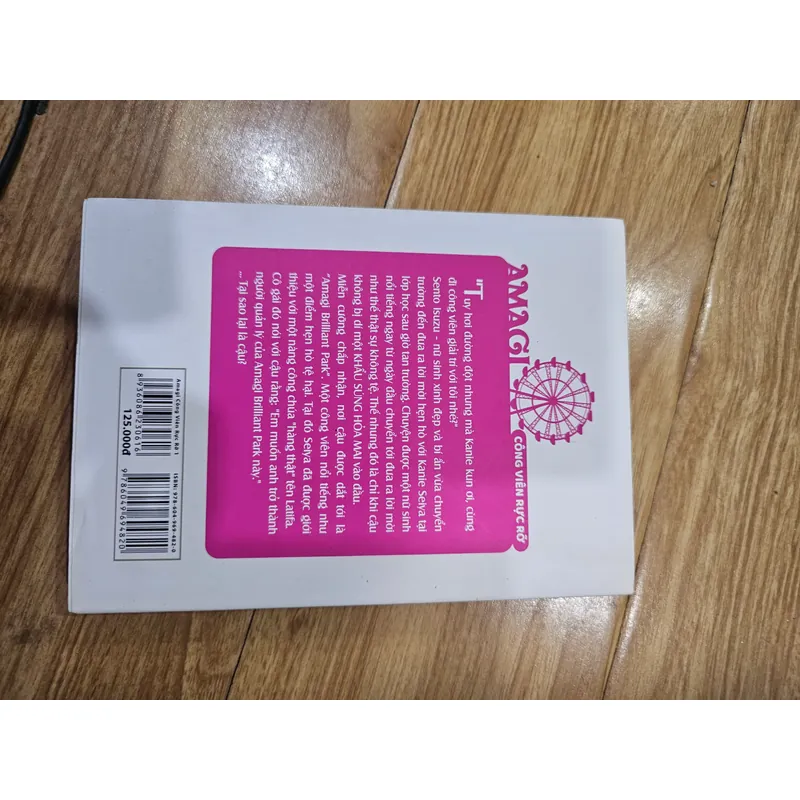 AMAGI
CÔNG VIÊN RỰC RỠ
"Tuy hơi đường đột nhưng mà Kanie kun ơi, cùng
đi công viên giải trí với tôi nhé!"
Sento Isuzu - nữ sinh xinh đẹp và bí ẩn vừa chuyển
trường đến đưa ra lời mời hẹn hò với Kanie Seiya tại
lớp học sau giờ tan trường. Chuyện được một nữ sinh
nổi tiếng ngay từ ngày đầu chuyển tới đưa ra lời mời
như thế thật sự không tệ. Thế nhưng đó là chỉ khi cậu
không bị dí một KHẨU SÚNG HỎA MAI vào đầu.
Miễn cưỡng chấp nhận, nơi cậu được dắt tới là
"Amagi Brilliant Park". Một công viên nổi tiếng như
một điểm hẹn hò tệ hại. Tại đó Seiya đã được giới
thiệu với một nàng công chúa "hàng thật" tên Latifa.
Cô gái đó nói với cậu rằng: "Em muốn anh trở thành
người quản lý của Amagi Brilliant Park này."
... Tại sao lại là cậu?
Amagi Công Viên Rực Rỡ 1
8936086230616
125.000đ
ISBN: 978-604-969-482-0
9786049694820